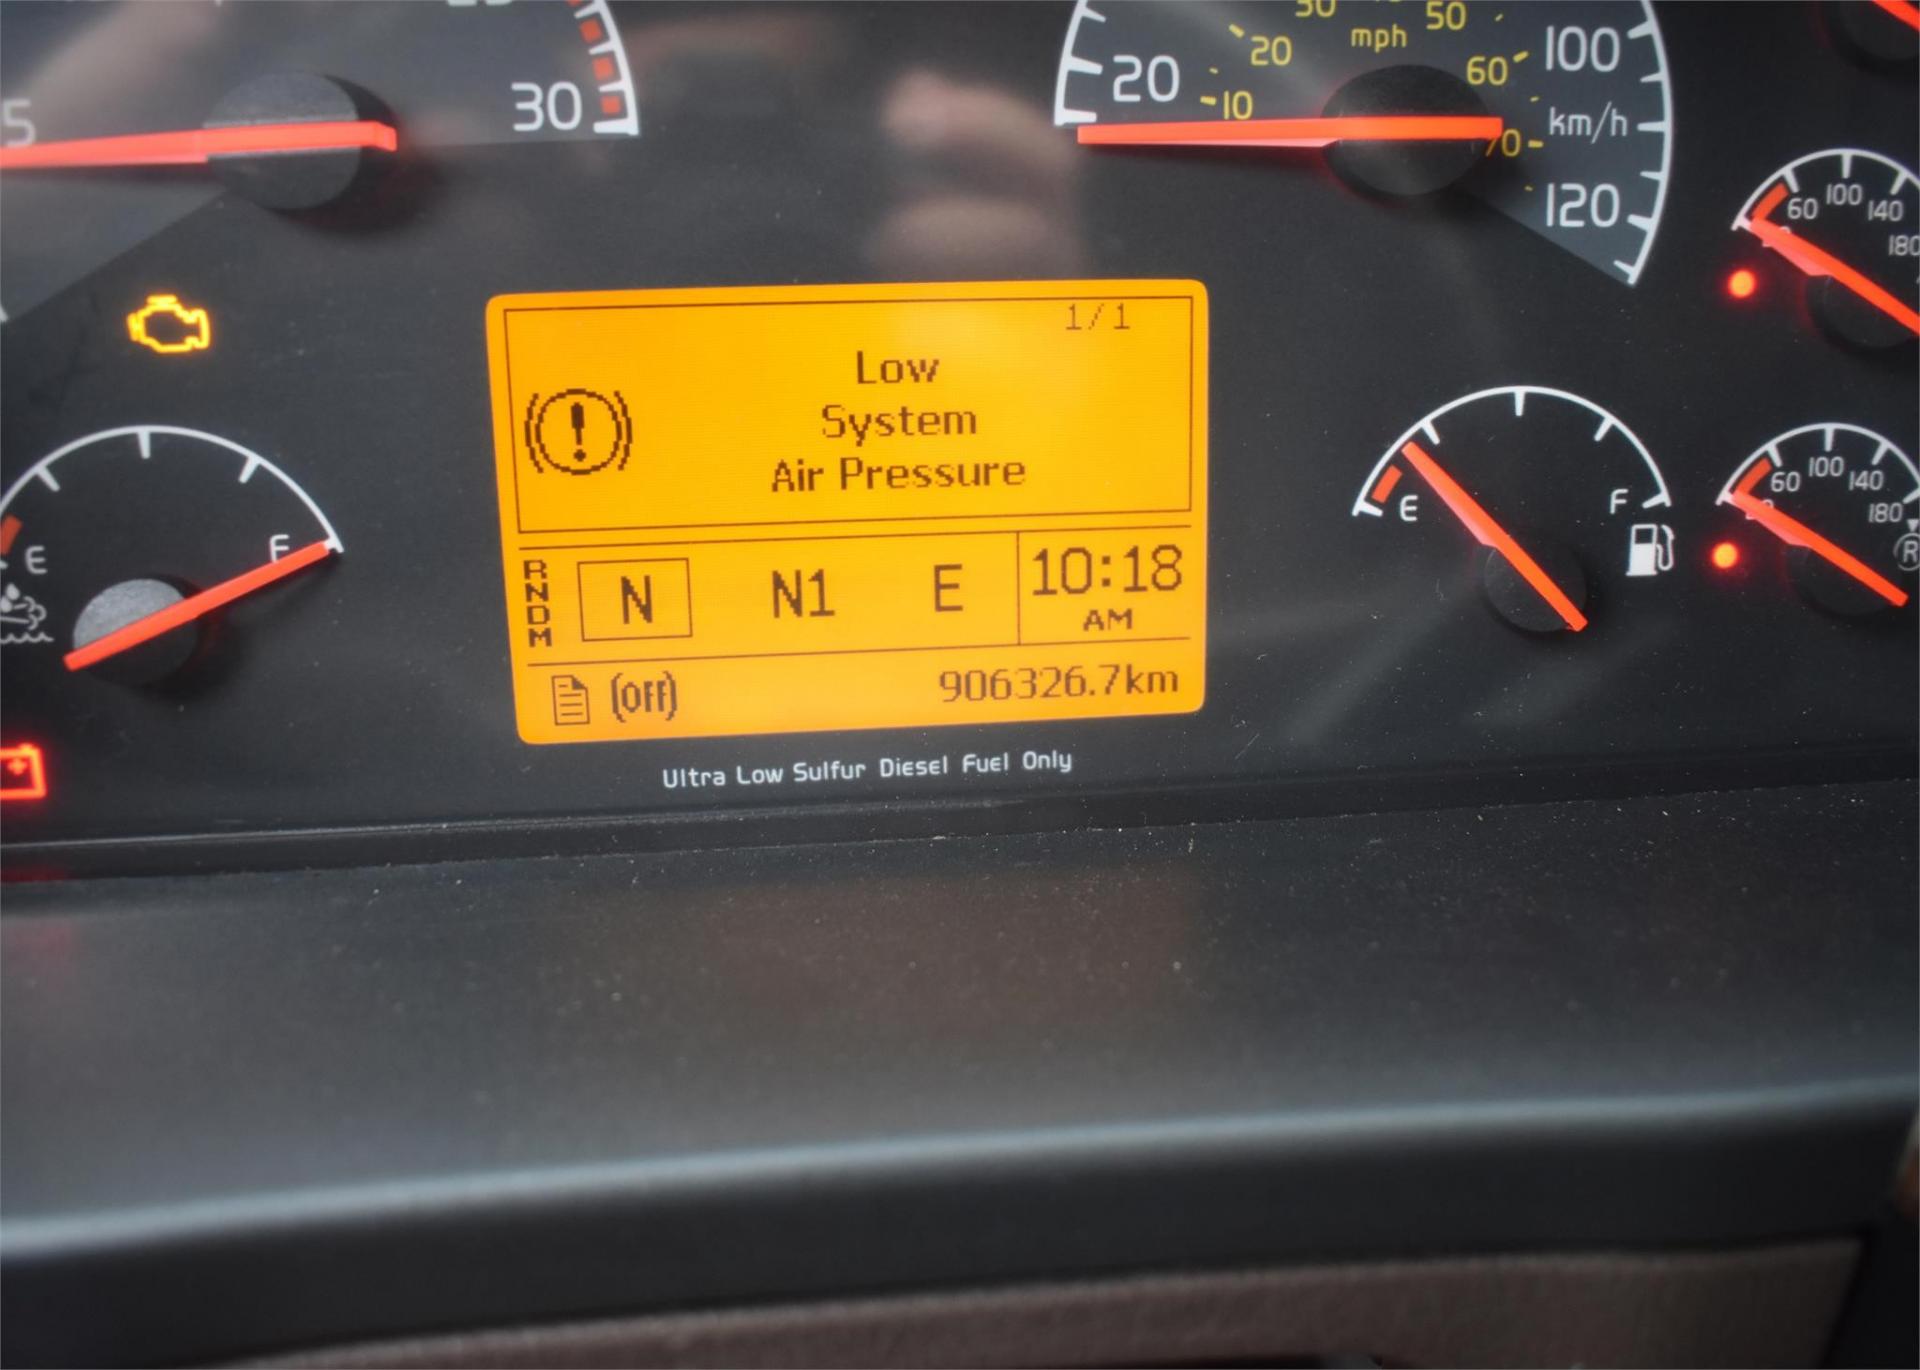 30
5
20
10
20
30
mph
50
60
70
100
km/h
120
60 100 140
180
1/1
Low
System
Air Pressure
R
N
D
M
N N1 E
10:18
AM
(Off)
906326.7km
Ultra Low Sulfur Diesel Fuel Only
E F
E F
60 100 140
180
R